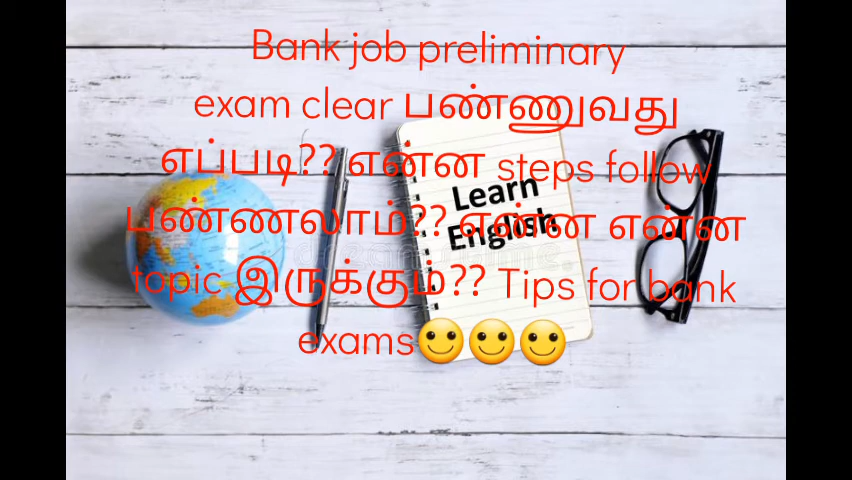 Bank job preliminary
exam clear பண்ணுவது
எப்படி?? என்ன steps follow
பண்ணலாம்?? என்ன என்ன
topic இருக்கும்?? Tips for bank
exams🙂🙂🙂
Learn
English